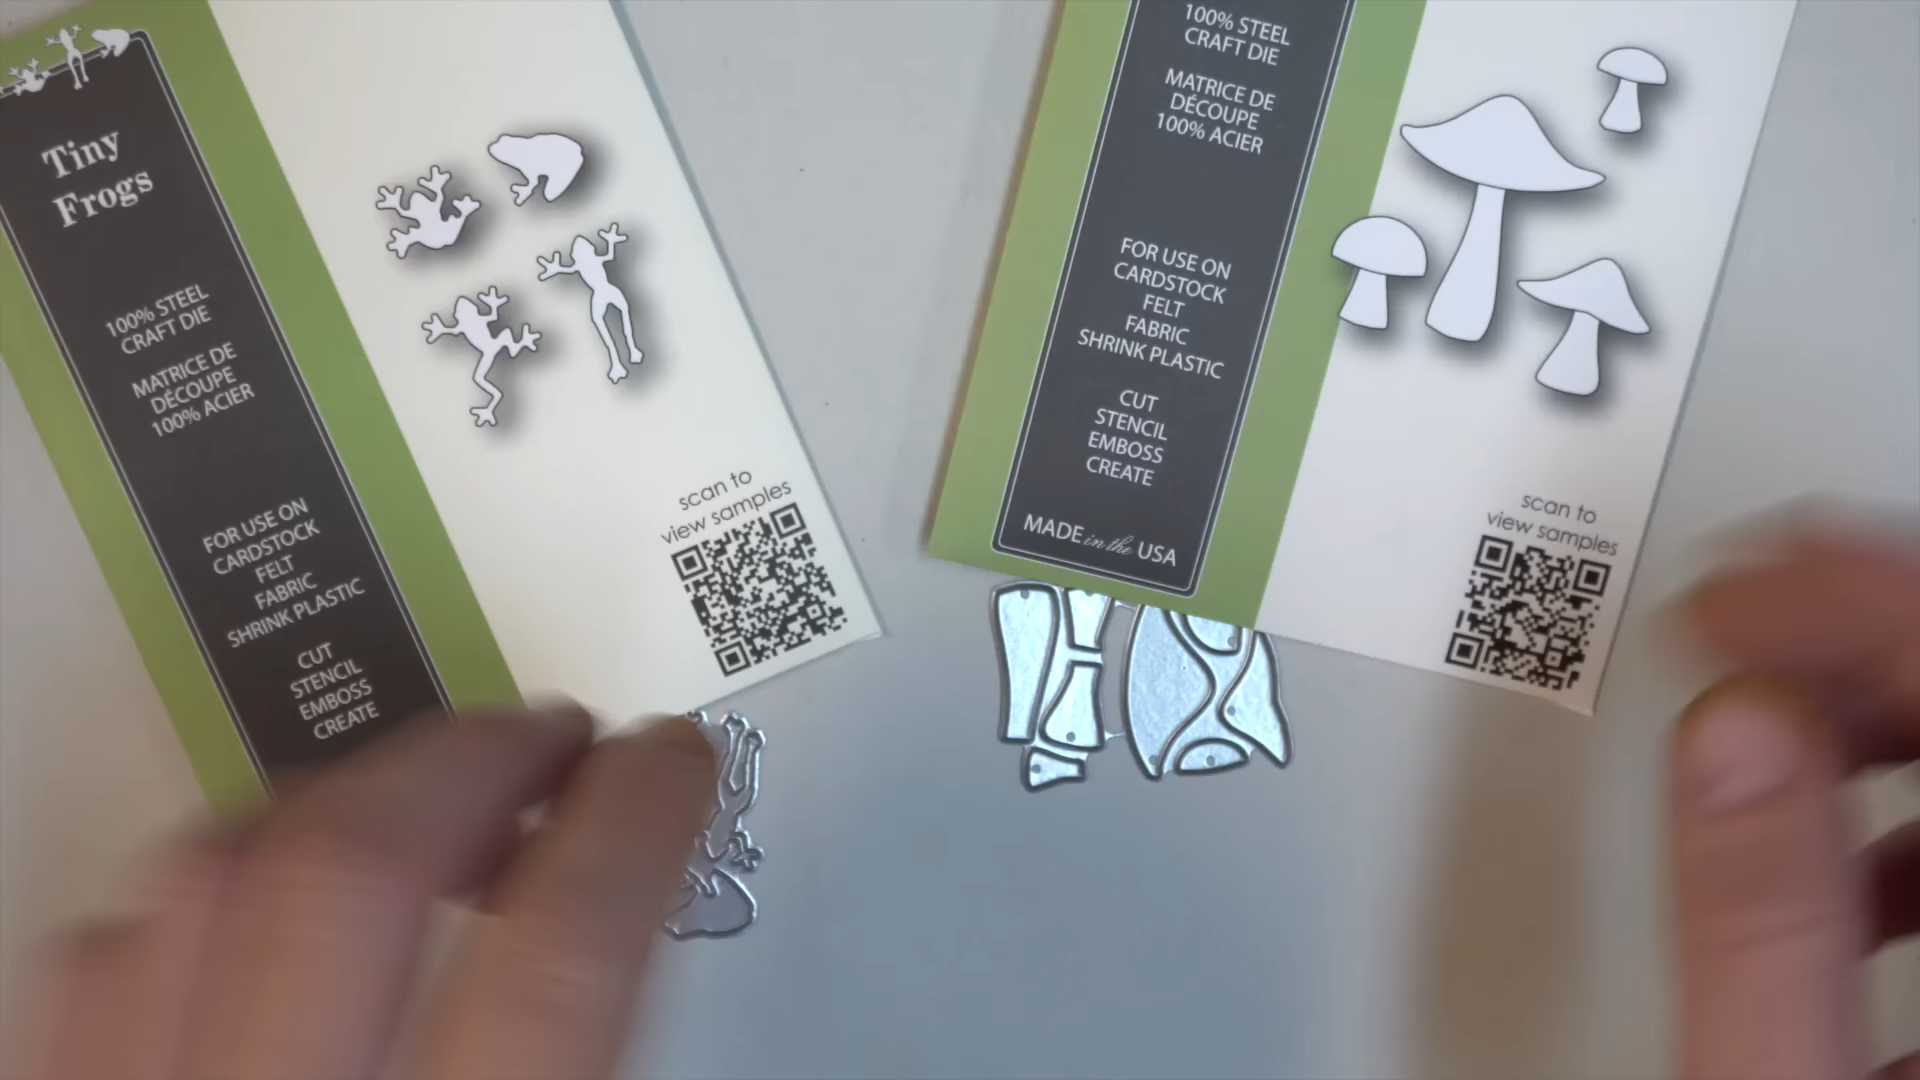 Tiny
Frogs
100% STEEL
CRAFT DIE
MATRICE DE
DÉCOUPE
100% ACIER
FOR USE ON
CARDSTOCK
FELT
FABRIC
SHRINK PLASTIC
CUT
STENCIL
EMBOSS
CREATE
scan to
view samples
100% STEEL
CRAFT DIE
MATRICE DE
DÉCOUPE
100% ACIER
FOR USE ON
CARDSTOCK
FELT
FABRIC
SHRINK PLASTIC
CUT
STENCIL
EMBOSS
CREATE
MADE in the USA
scan to
view samples